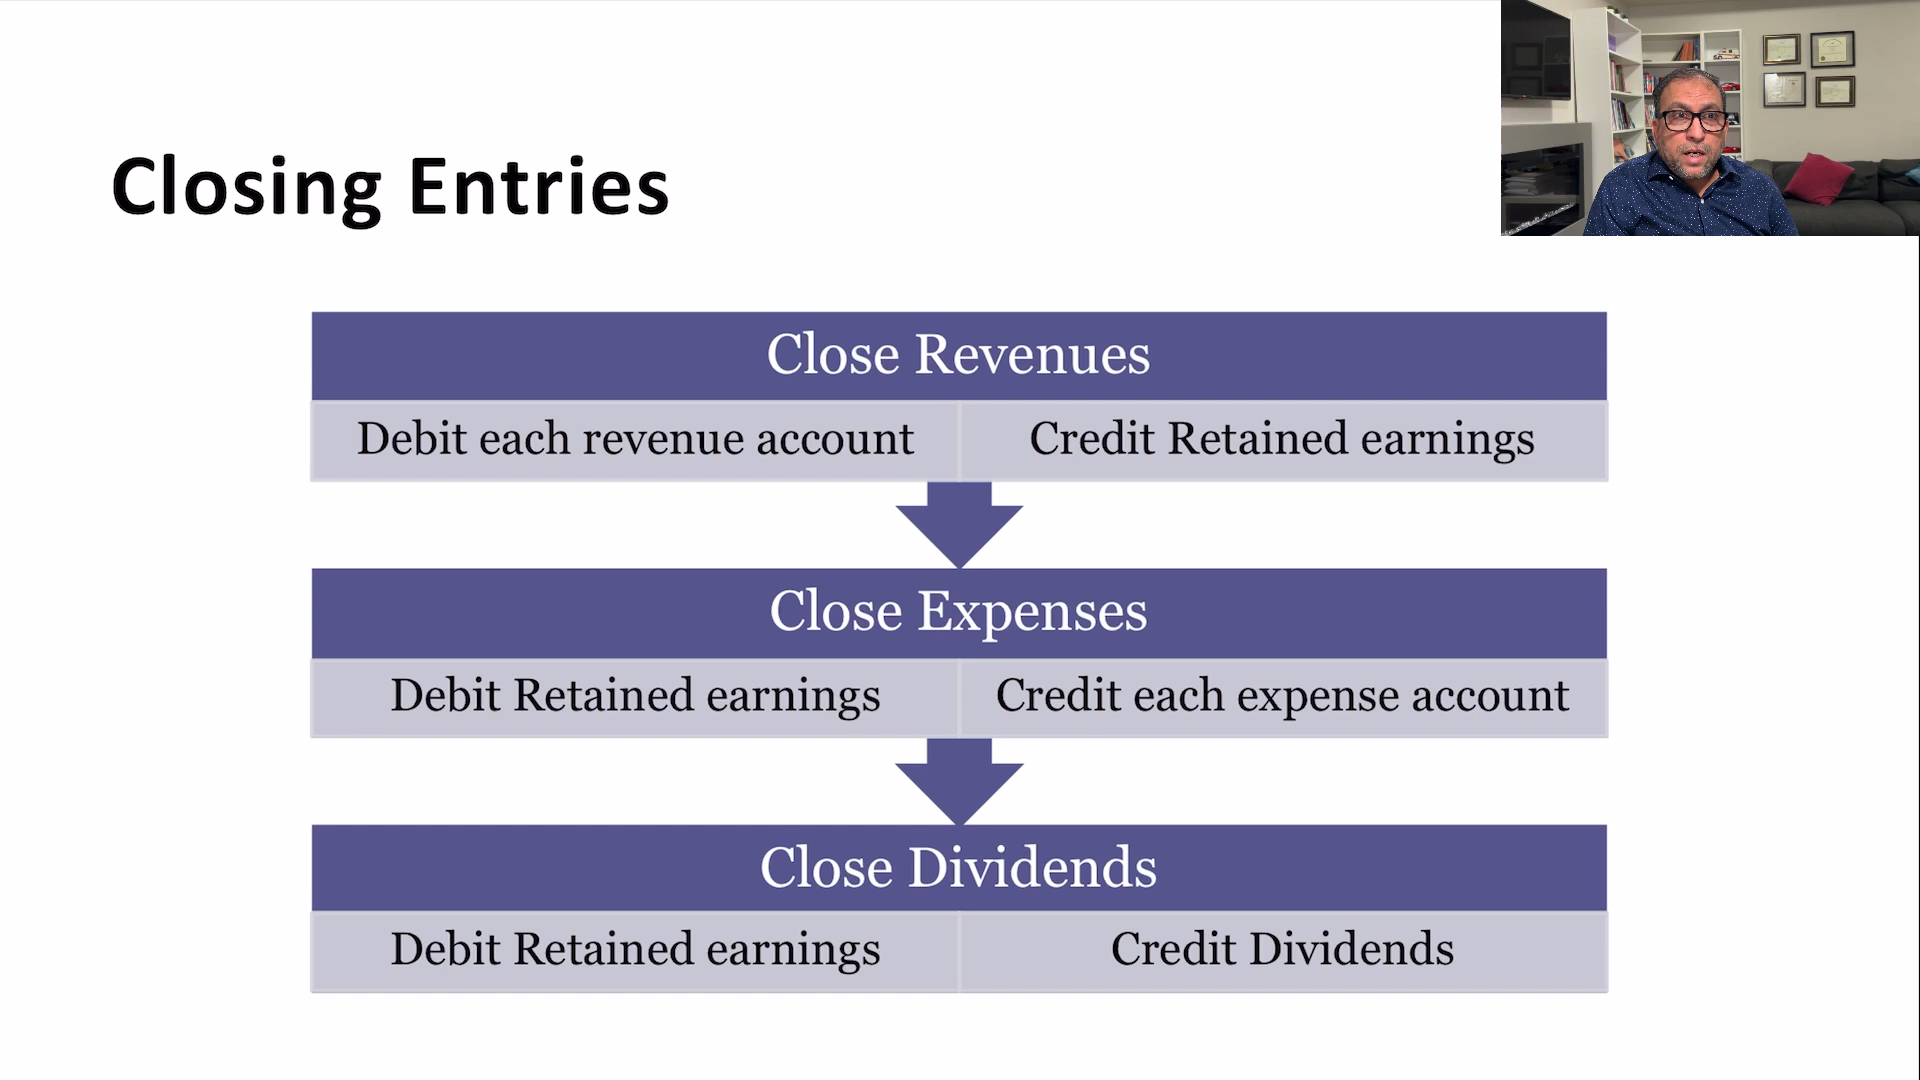 Closing Entries
Close Revenues
Debit each revenue account
Credit Retained earnings
Close Expenses
Debit Retained earnings
Credit each expense account
Close Dividends
Debit Retained earnings
Credit Dividends